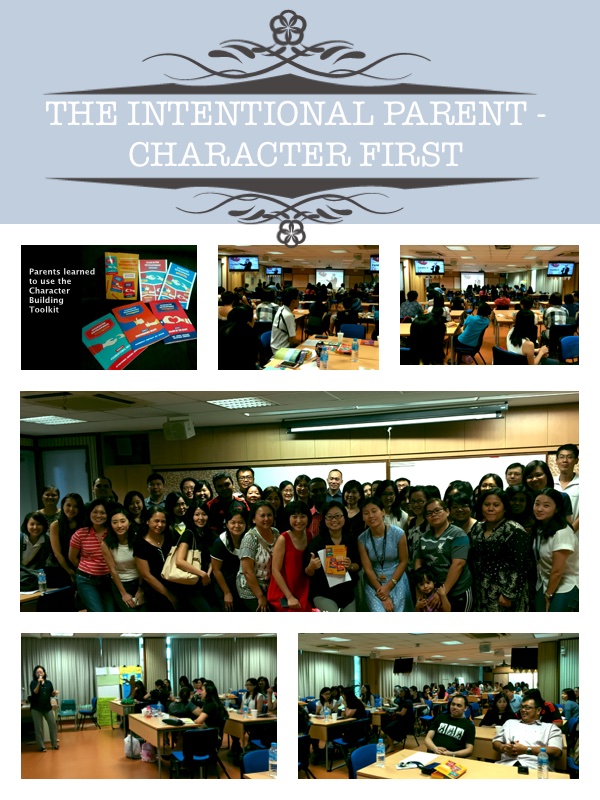 THE INTENTIONAL PARENT -
CHARACTER FIRST
Parents learned
to use the
Character
Building
Toolkit